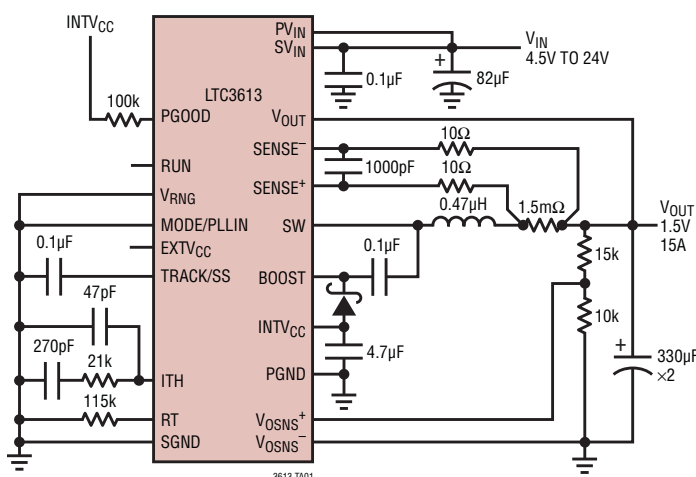 INTVCC
100k
LTC3613
PGOOD
RUN
VRNG
MODE/PLLIN
EXTVCC
TRACK/SS
0.1µF
47pF
270pF
21k
ITH
115k
RT
SGND
PVIN
SVIN
VOUT
SENSE–
SENSE+
SW
BOOST
INTVCC
PGND
VOSNS+
VOSNS–
0.1µF
+
82µF
VIN
4.5V TO 24V
10Ω
1000pF
10Ω
0.47µH
1.5mΩ
VOUT
1.5V
15A
0.1µF
15k
10k
4.7µF
+
330µF
×2
3613 TA01